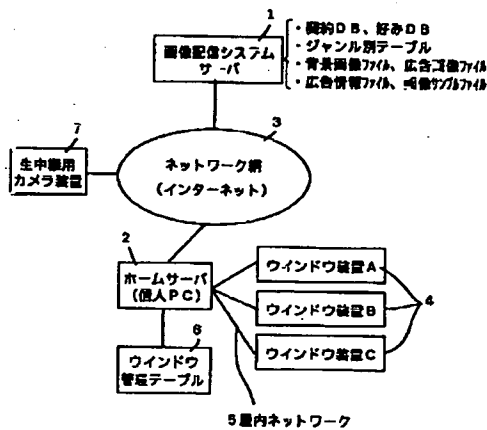 1
画像配信システム
サーバ
・契約DB、好みDB
・ジャンル別テーブル
・背景画像ファイル、広告画像ファイル
・広告情報ファイル、画像サンプルファイル
7
生中継用
カメラ装置
3
ネットワーク網
(インターネット)
2
ホームサーバ
(個人PC)
ウインドウ装置A
ウインドウ装置B
ウインドウ装置C
4
6
ウインドウ
管理テーブル
5屋内ネットワーク